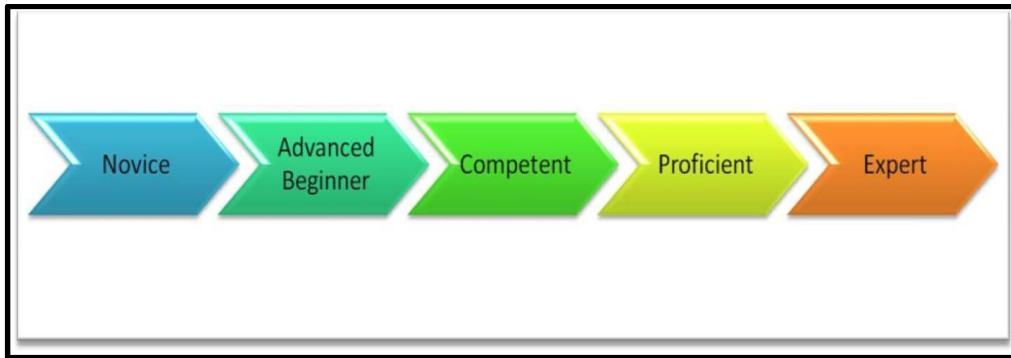 Novice
Advanced
Beginner
Competent
Proficient
Expert